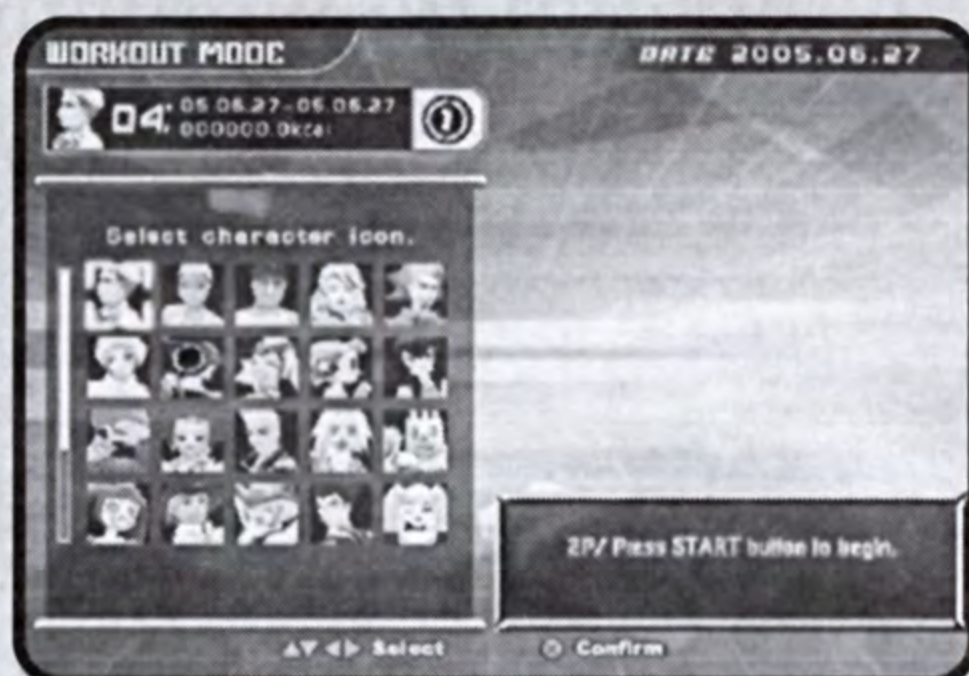 WORKOUT MODE
DATE 2005.06.27
04: 05.06.27-05.06.27
000000.0kcal
1
Select character icon.
2P/ Press START button to begin.
▲▼◀▶ Select
Confirm